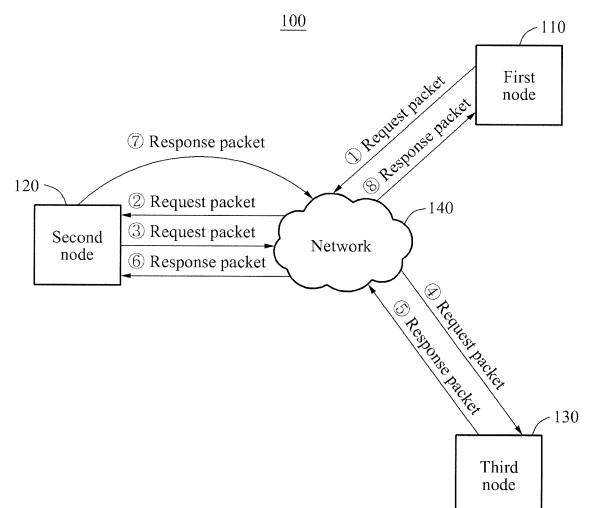 100
110
First
node
① Request packet
⑧ Response packet
⑦ Response packet
120
Second
node
② Request packet
③ Request packet
⑥ Response packet
140
Network
④ Request packet
⑤ Response packet
130
Third
node